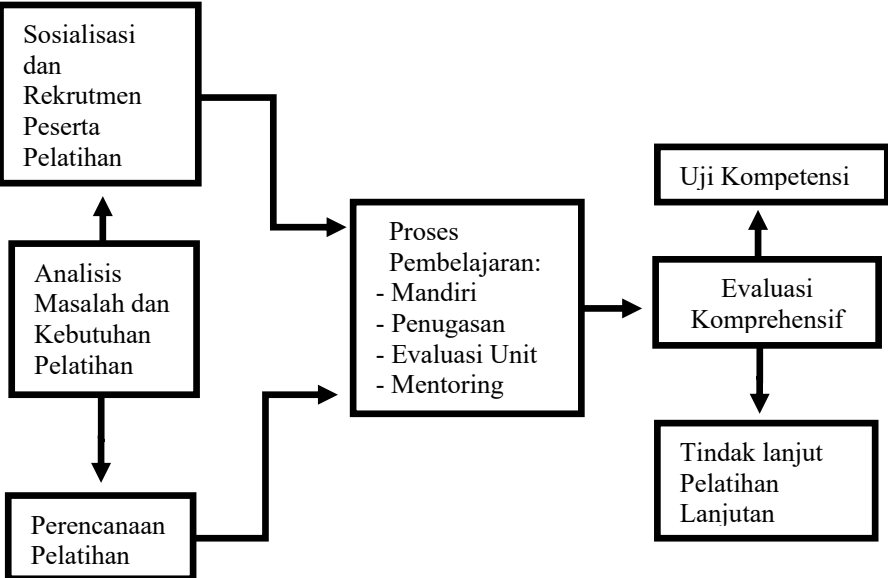 Sosialisasi
dan
Rekrutmen
Peserta
Pelatihan
Analisis
Masalah dan
Kebutuhan
Pelatihan
Perencanaan
Pelatihan
Proses
Pembelajaran:
- Mandiri
- Penugasan
- Evaluasi Unit
- Mentoring
Uji Kompetensi
Evaluasi
Komprehensif
Tindak lanjut
Pelatihan
Lanjutan